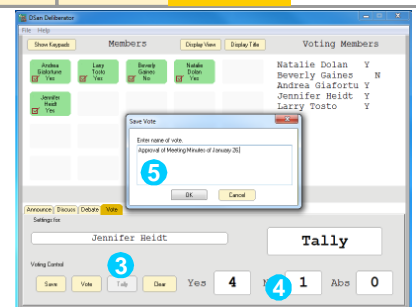 DSan Deliberator
File Help
Show Keypads Members Display View Display Title Voting Members
Andrea Giafortune Yes
Larry Tosto Yes
Beverly Gaines No
Natalie Dolan Yes
Jennifer Heidt Yes
Natalie Dolan Y
Beverly Gaines N
Andrea Giafortu Y
Jennifer Heidt Y
Larry Tosto Y
Save Vote
Enter name of vote.
Approval of Meeting Minutes of January 26
5
OK Cancel
Announce Discuss Debate Vote
Settings for:
Jennifer Heidt
Tally
Voting Control
3
4
Save Vote Tally Clear Yes 4 N 1 Abs 0